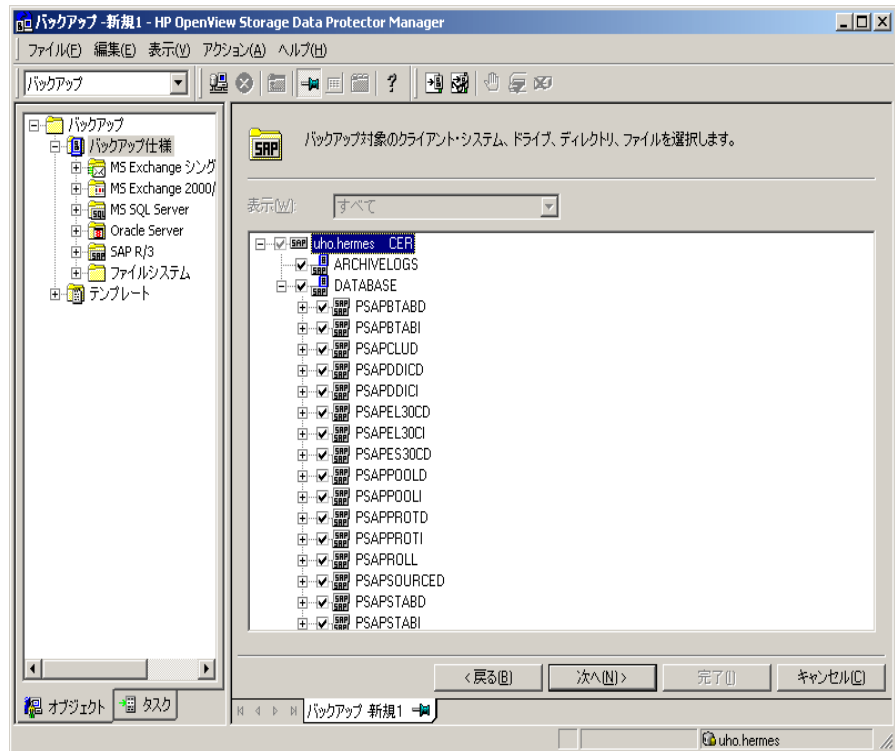 バックアップ -新規1 - HP OpenView Storage Data Protector Manager
ファイル(F) 編集(E) 表示(V) アクション(A) ヘルプ(H)
バックアップ
バックアップ
バックアップ仕様
MS Exchange シング
MS Exchange 2000/
MS SQL Server
Oracle Server
SAP R/3
ファイルシステム
テンプレート
オブジェクト タスク
SAP バックアップ対象のクライアント・システム、ドライブ、ディレクトリ、ファイルを選択します。
表示(W): すべて
uho.hermes CER
ARCHIVELOGS
DATABASE
PSAPBTABD
PSAPBTABI
PSAPCLUD
PSAPDDICD
PSAPDDICI
PSAPEL30CD
PSAPEL30CI
PSAPES30CD
PSAPPOOLD
PSAPPOOLI
PSAPPROTD
PSAPPROTI
PSAPROLL
PSAPSOURCED
PSAPSTABD
PSAPSTABI
<戻る(B) 次へ(N)> 完了(I) キャンセル(C)
バックアップ -新規1
uho.hermes